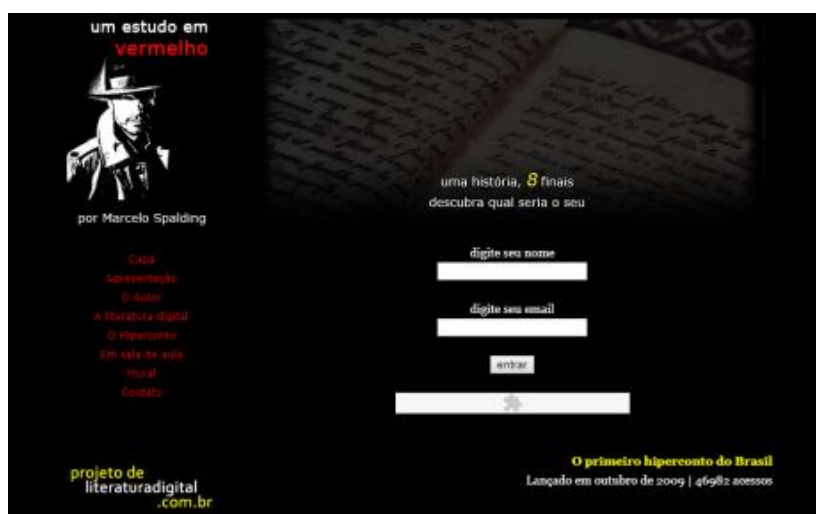 um estudo em
vermelho
por Marcelo Spalding
Capa
Apresentação
O Autor
A literatura digital
O Hiperconto
Em sala de aula
Mural
Contato
projeto de
literaturadigital
.com.br
uma história, 8 finais
descubra qual seria o seu
digite seu nome
digite seu email
entrar
O primeiro hiperconto do Brasil
Lançado em outubro de 2009 | 46982 acessos